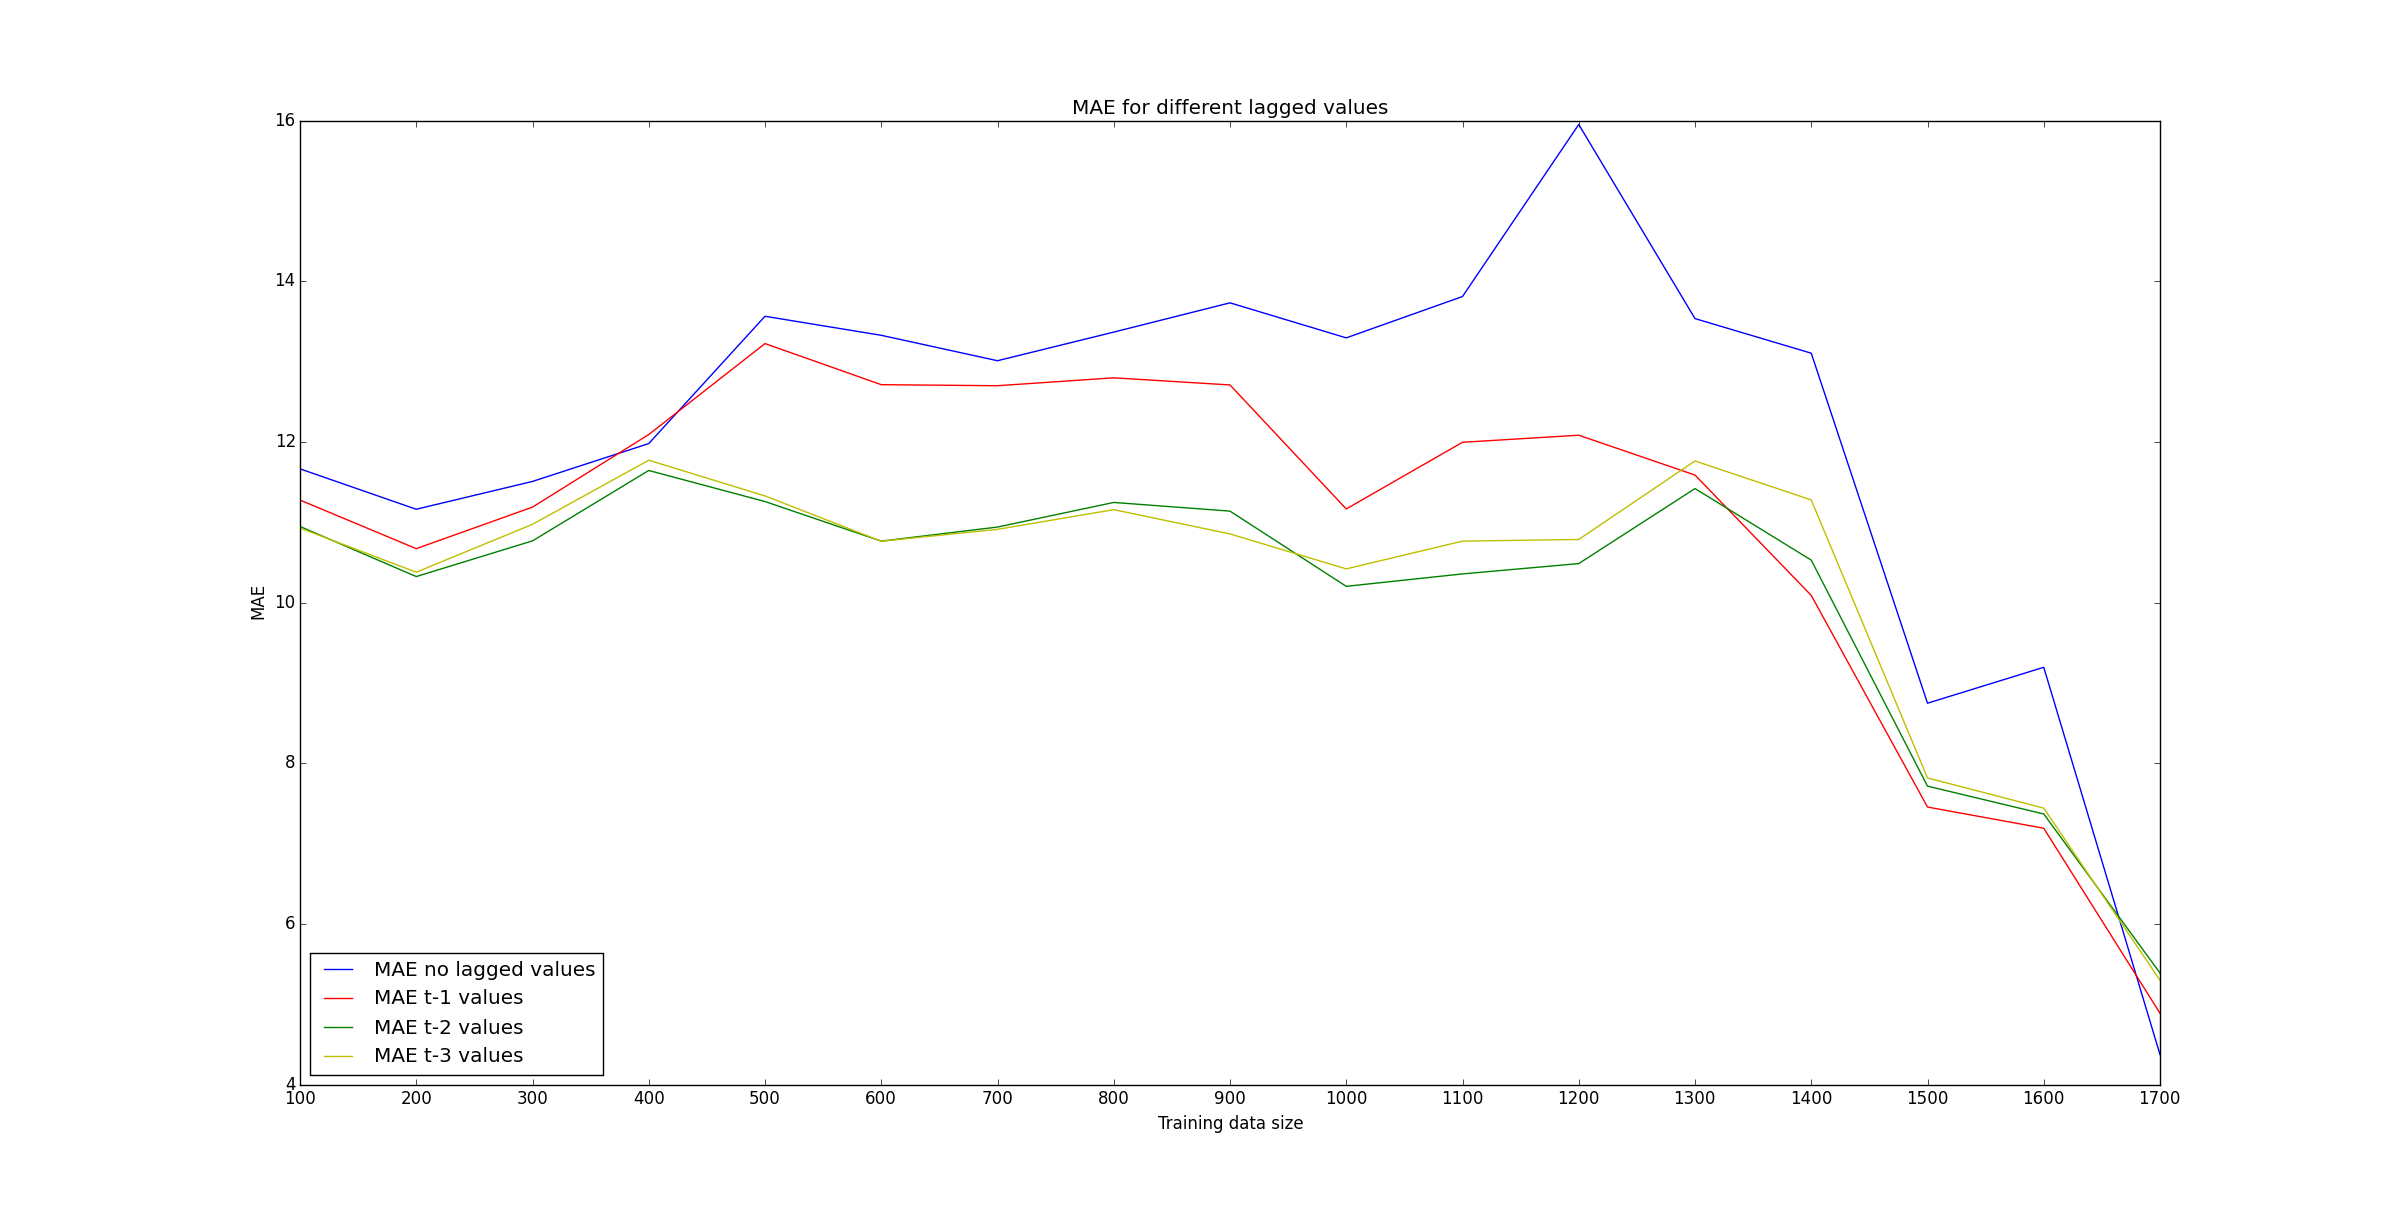 MAE for different lagged values
16
14
12
10
8
6
4
MAE
MAE no lagged values
MAE t-1 values
MAE t-2 values
MAE t-3 values
100 200 300 400 500 600 700 800 900 1000 1100 1200 1300 1400 1500 1600 1700
Training data size